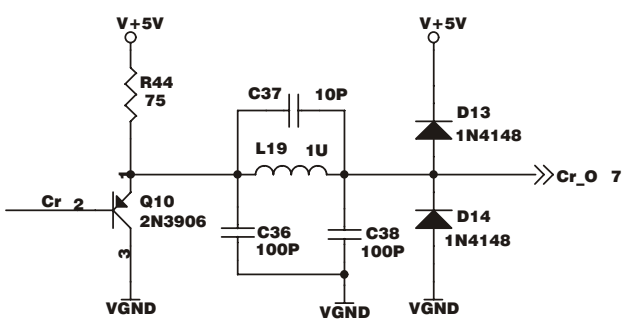 V+5V
V+5V
R44
75
C37 10P
D13
1N4148
L19 1U
1
Cr 2
Q10
2N3906
Cr_O 7
C36
100P
C38
100P
D14
1N4148
3
VGND
VGND
VGND